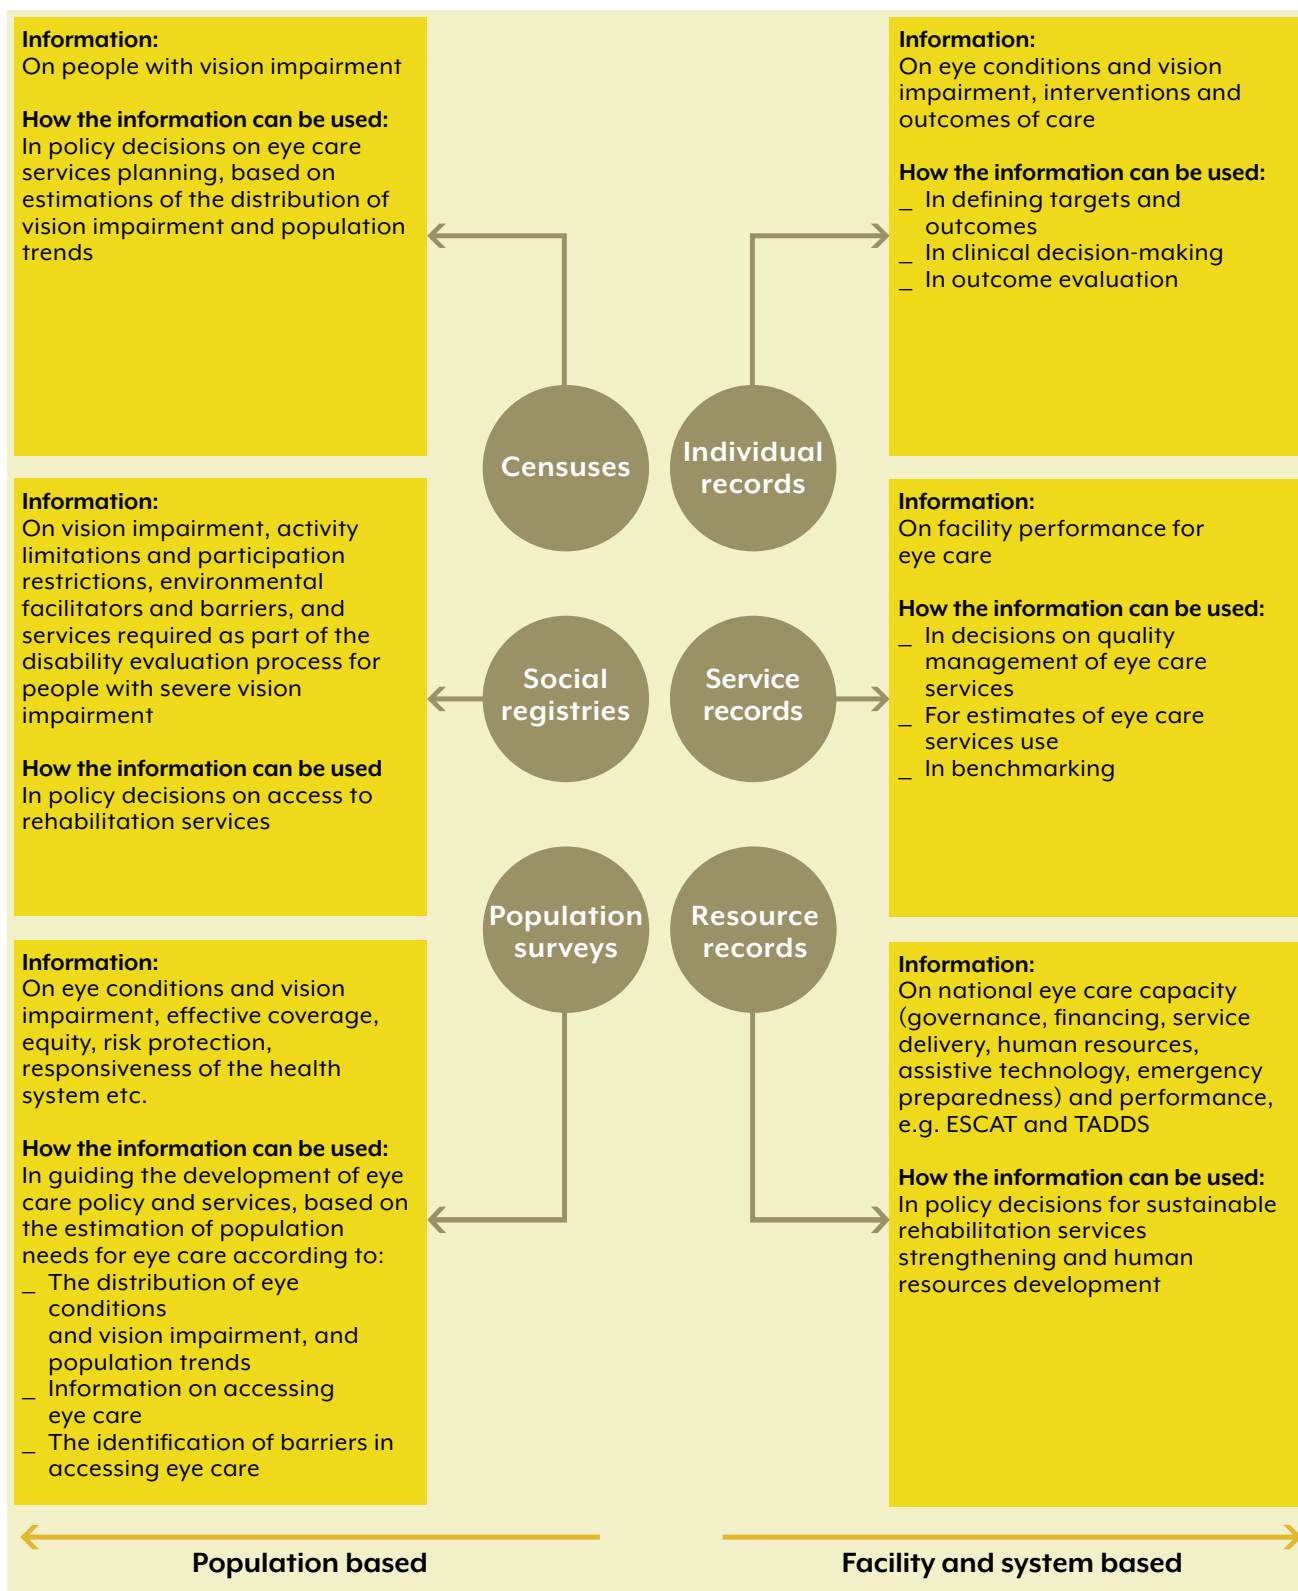 Information:
On people with vision impairment
How the information can be used:
In policy decisions on eye care
services planning, based on
estimations of the distribution of
vision impairment and population
trends
Information:
On vision impairment, activity
limitations and participation
restrictions, environmental
facilitators and barriers, and
services required as part of the
disability evaluation process for
people with severe vision
impairment
How the information can be used
In policy decisions on access to
rehabilitation services
Information:
On eye conditions and vision
impairment, effective coverage,
equity, risk protection,
responsiveness of the health
system etc.
How the information can be used:
In guiding the development of eye
care policy and services, based on
the estimation of population
needs for eye care according to:
_ The distribution of eye
conditions
and vision impairment, and
population trends
_ Information on accessing
eye care
_ The identification of barriers in
accessing eye care
Censuses
Social
registries
Population
surveys
Individual
records
Service
records
Resource
records
Information:
On eye conditions and vision
impairment, interventions and
outcomes of care
How the information can be used:
_ In defining targets and
outcomes
_ In clinical decision-making
_ In outcome evaluation
Information:
On facility performance for
eye care
How the information can be used:
_ In decisions on quality
management of eye care
services
_ For estimates of eye care
services use
_ In benchmarking
Information:
On national eye care capacity
(governance, financing, service
delivery, human resources,
assistive technology, emergency
preparedness) and performance,
e.g. ESCAT and TADDS
How the information can be used:
In policy decisions for sustainable
rehabilitation services
strengthening and human
resources development
Population based
Facility and system based